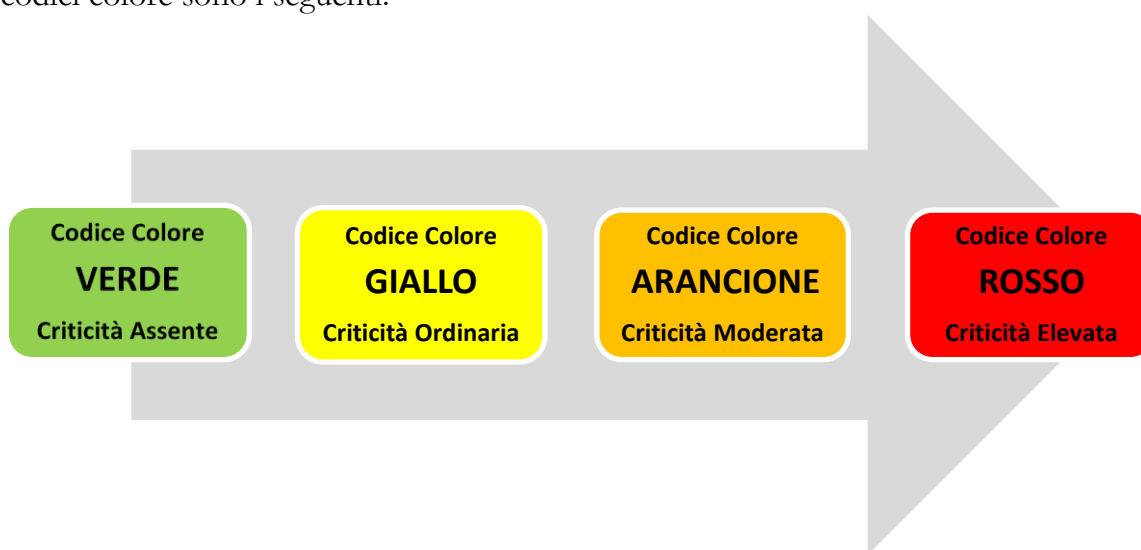 codici colore sono i seguenti:
Codice Colore
VERDE
Criticità Assente
Codice Colore
GIALLO
Criticità Ordinaria
Codice Colore
ARANCIONE
Criticità Moderata
Codice Colore
ROSSO
Criticità Elevata